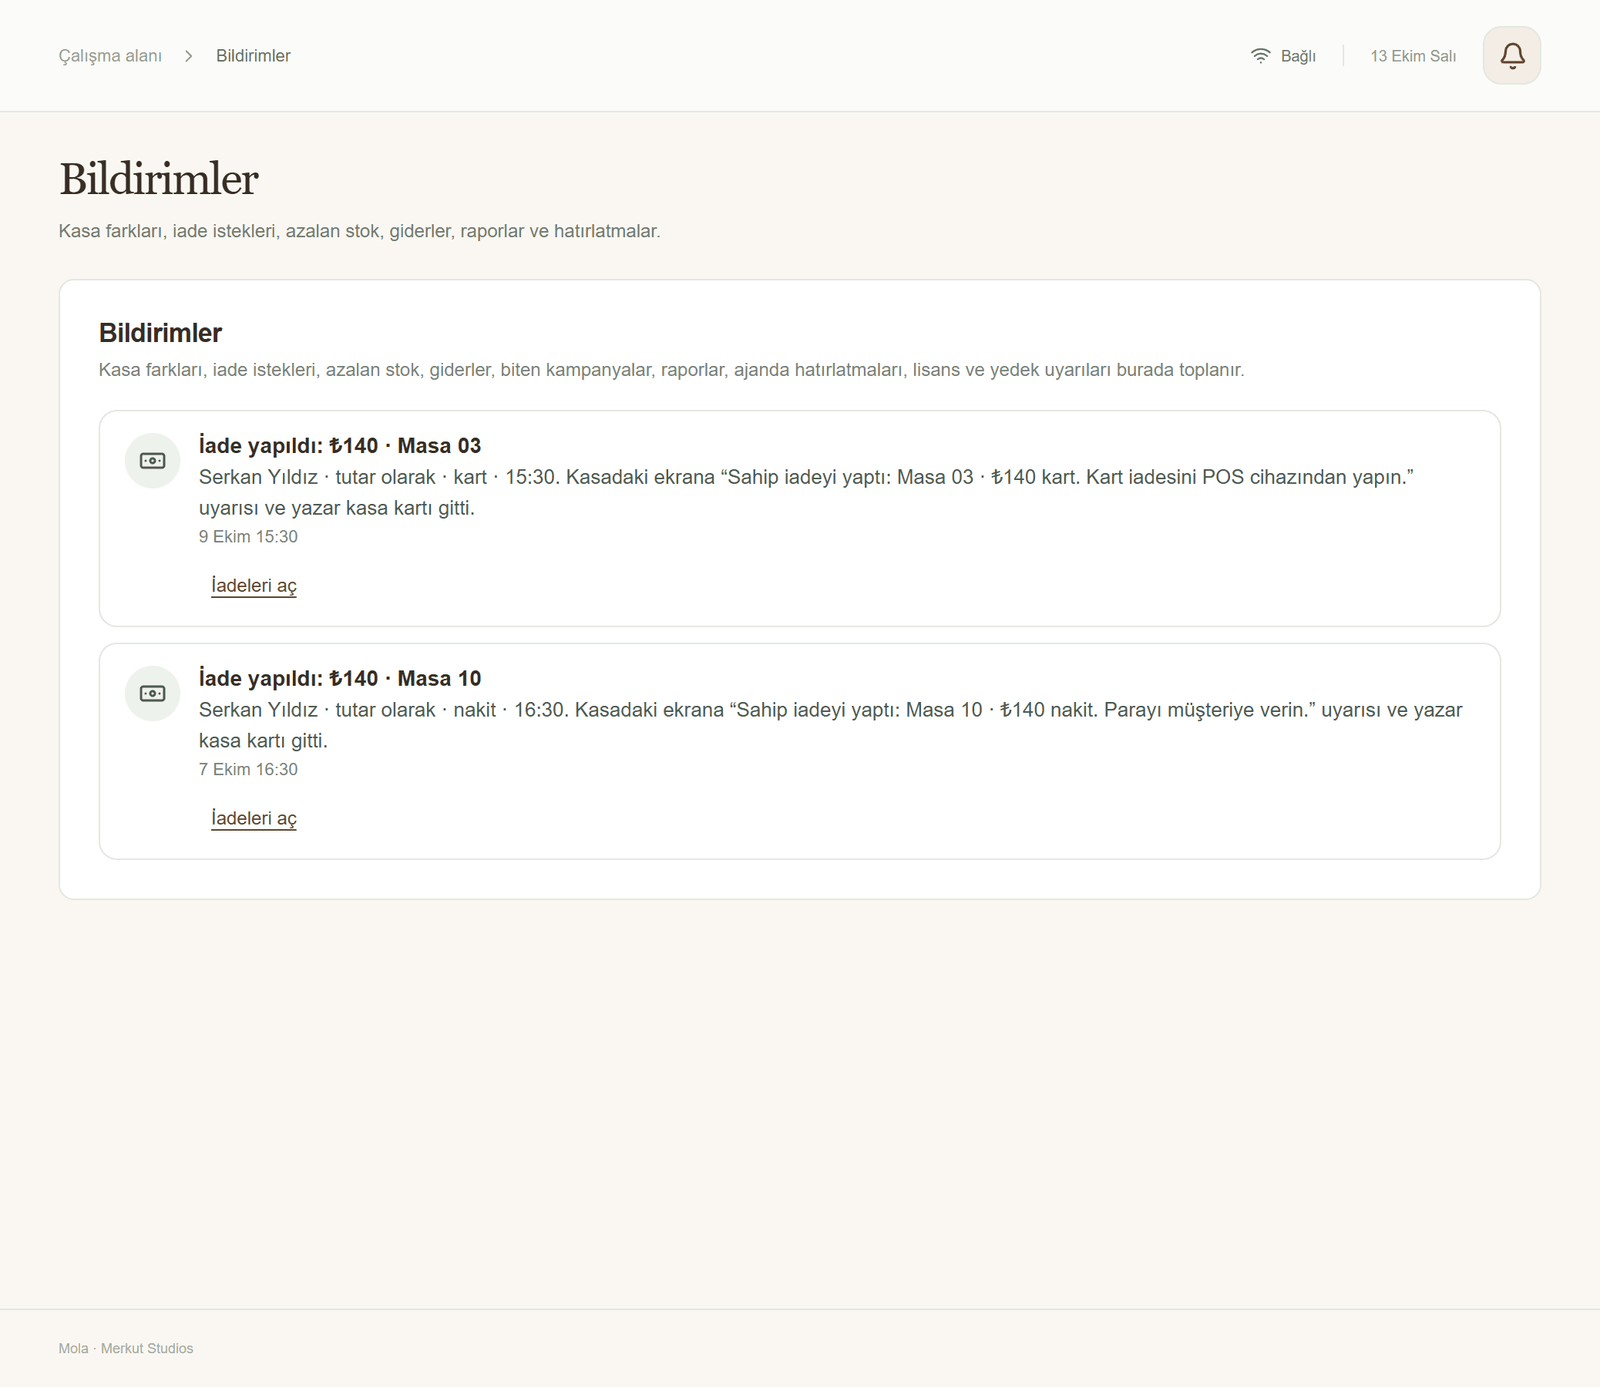 Çalışma alanı > Bildirimler
Bağlı
13 Ekim Salı
Bildirimler
Kasa farkları, iade istekleri, azalan stok, giderler, raporlar ve hatırlatmalar.
Bildirimler
Kasa farkları, iade istekleri, azalan stok, giderler, biten kampanyalar, raporlar, ajanda hatırlatmaları, lisans ve yedek uyarıları burada toplanır.
İade yapıldı: ₺140 · Masa 03
Serkan Yıldız · tutar olarak · kart · 15:30. Kasadaki ekrana “Sahip iadeyi yaptı: Masa 03 · ₺140 kart. Kart iadesini POS cihazından yapın.”
uyarısı ve yazar kasa kartı gitti.
9 Ekim 15:30
İadeleri aç
İade yapıldı: ₺140 · Masa 10
Serkan Yıldız · tutar olarak · nakit · 16:30. Kasadaki ekrana “Sahip iadeyi yaptı: Masa 10 · ₺140 nakit. Parayı müşteriye verin.” uyarısı ve yazar
kasa kartı gitti.
7 Ekim 16:30
İadeleri aç
Mola · Merkut Studios